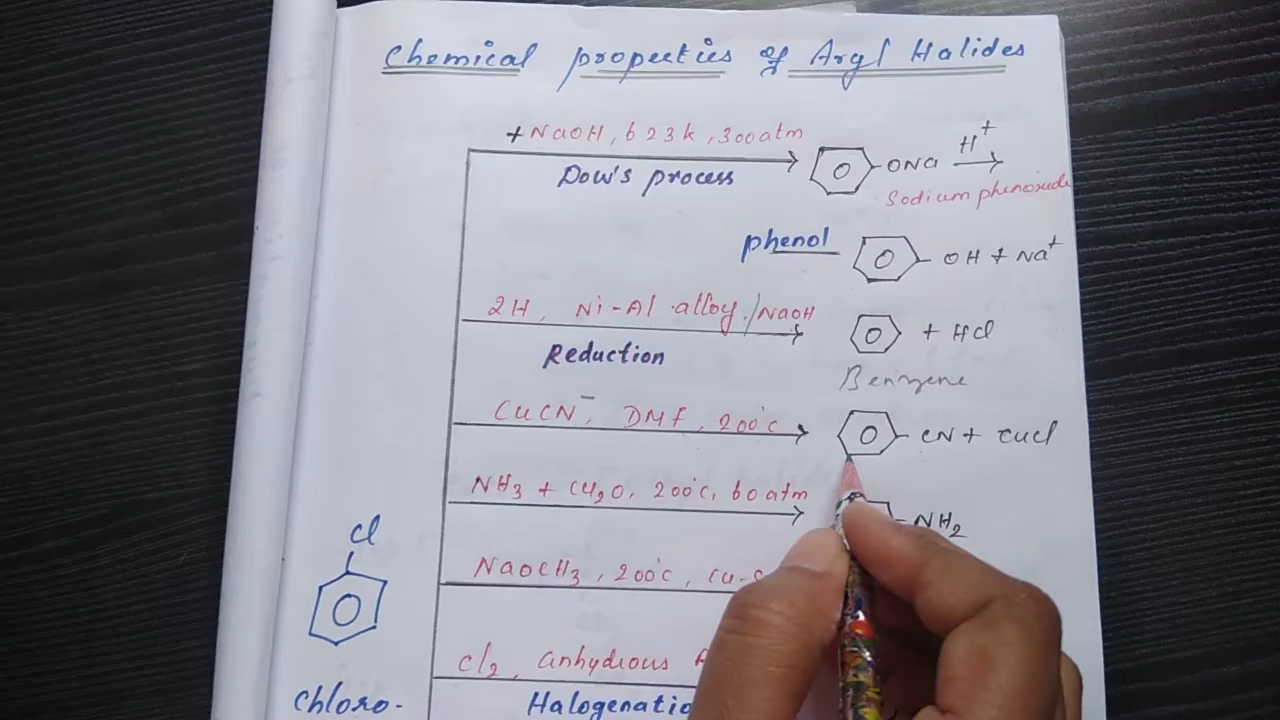 Chemical properties of Aryl Halides
+ NaOH, 623k, 300atm
ONa H+
Dow's process
Sodium phenoxide
phenol OH + Na+
2H, Ni-Al alloy/NaOH
+ HCl
Reduction
Benzene
CuCN-, DMF, 200°c
CN + CuCl
NH3 + Cu2O, 200°c, 60 atm
NH2
Cl
NaOCH3, 200°c, Cu-
Cl2, anhydrous
Chloro-
Halogenatio